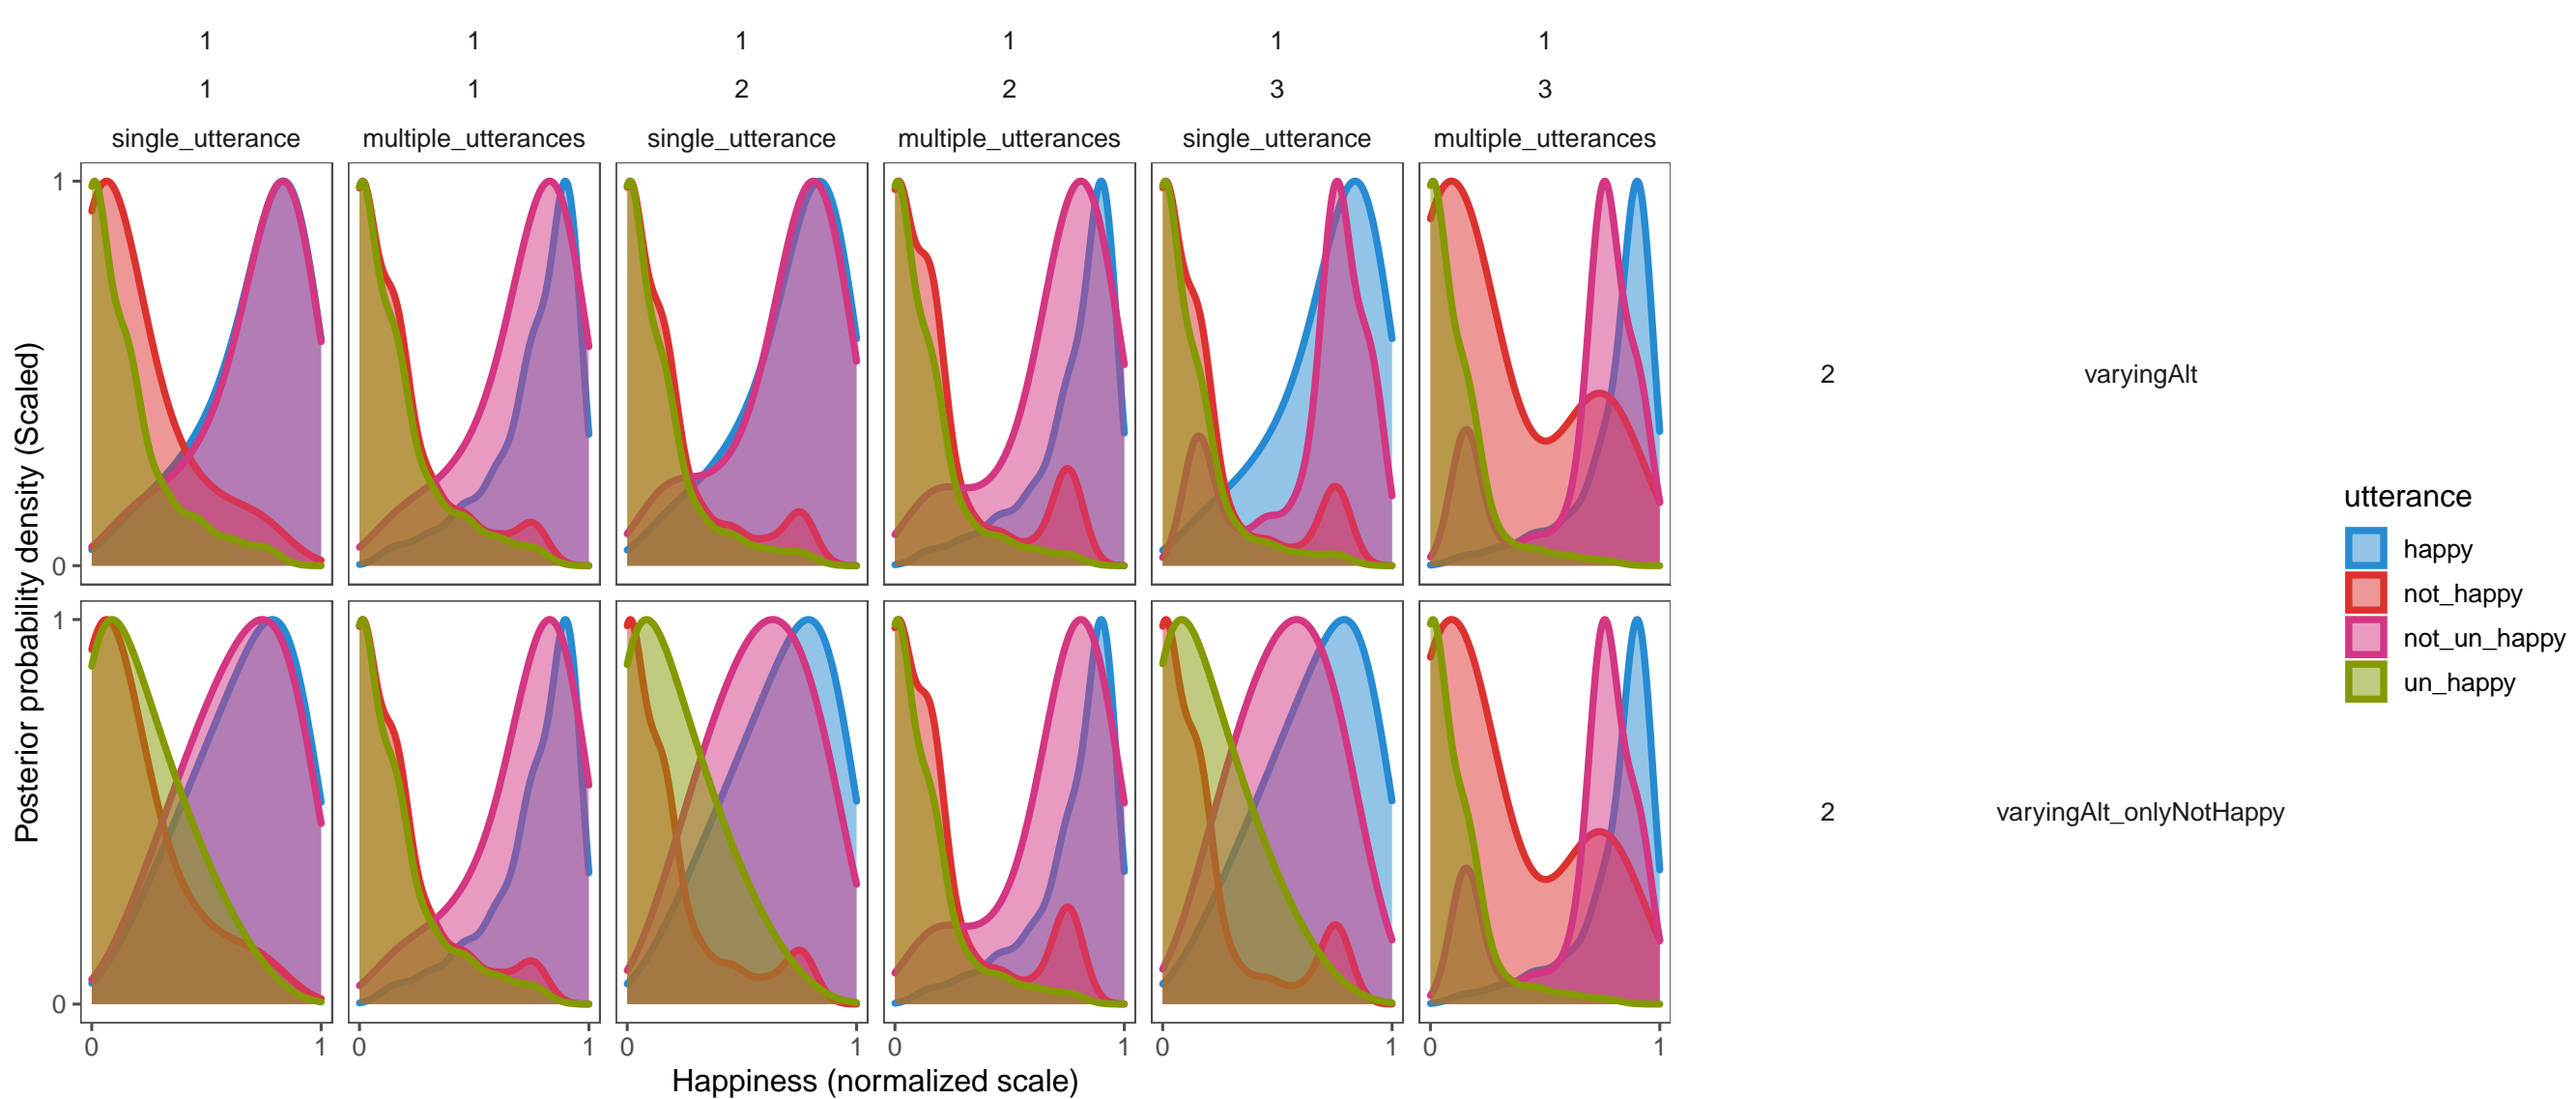 1 1 1 1 1 1
1 1 2 2 3 3
single_utterance multiple_utterances single_utterance multiple_utterances single_utterance multiple_utterances
1
0
2 varyingAlt
1
0
2 varyingAlt_onlyNotHappy
0 1 0 1 0 1 0 1 0 1 0 1
Happiness (normalized scale)
Posterior probability density (Scaled)
utterance
happy
not_happy
not_un_happy
un_happy